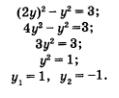 (2y)² − y² = 3;
4y² − y² = 3;
3y² = 3;
y² = 1;
y₁ = 1, y₂ = −1.